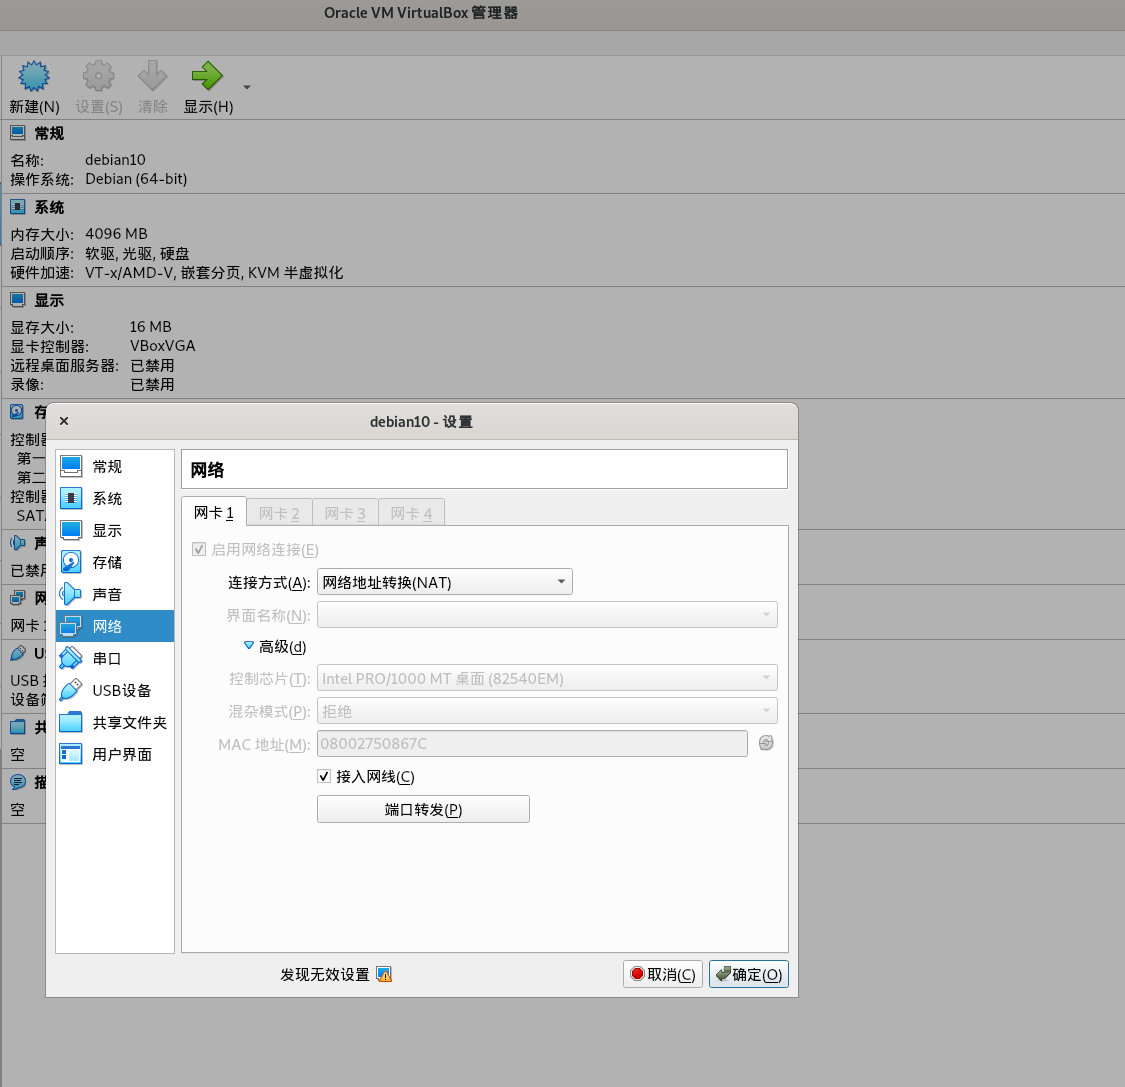 Oracle VM VirtualBox 管理器
新建(N) 设置(S) 清除 显示(H)
常规
名称: debian10
操作系统: Debian (64-bit)
系统
内存大小: 4096 MB
启动顺序: 软驱, 光驱, 硬盘
硬件加速: VT-x/AMD-V, 嵌套分页, KVM 半虚拟化
显示
显存大小: 16 MB
显卡控制器: VBoxVGA
远程桌面服务器: 已禁用
录像: 已禁用
存
控制
第一
第二
控制
SATA
声
已禁
网
网卡
USB
设备
共
空
描
空
debian10 - 设置
常规
系统
显示
存储
声音
网络
串口
USB设备
共享文件夹
用户界面
网络
网卡 1 网卡 2 网卡 3 网卡 4
启用网络连接(E)
连接方式(A): 网络地址转换(NAT)
界面名称(N):
高级(d)
控制芯片(T): Intel PRO/1000 MT 桌面 (82540EM)
混杂模式(P): 拒绝
MAC 地址(M): 08002750867C
接入网线(C)
端口转发(P)
发现无效设置
取消(C) 确定(O)